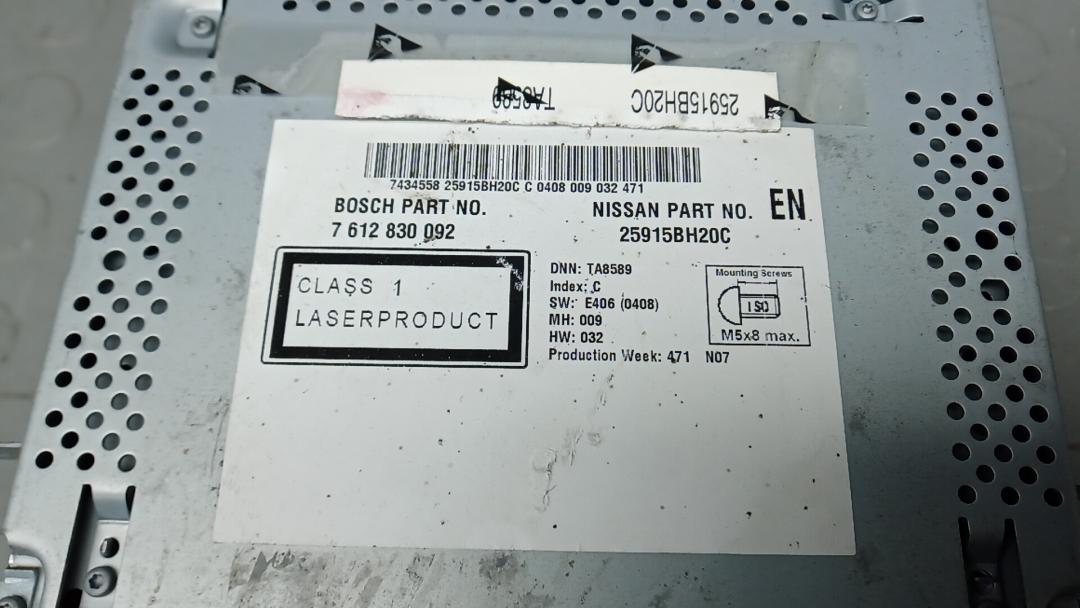 25915BH20C TA8589
7434558 25915BH20C C 0408 009 032 471
BOSCH PART NO.
7 612 830 092
NISSAN PART NO.
25915BH20C
EN
CLASS 1
LASERPRODUCT
DNN: TA8589
Index: C
SW: E406 (0408)
MH: 009
HW: 032
Production Week: 471 N07
Mounting Screws
ISO
M5x8 max.